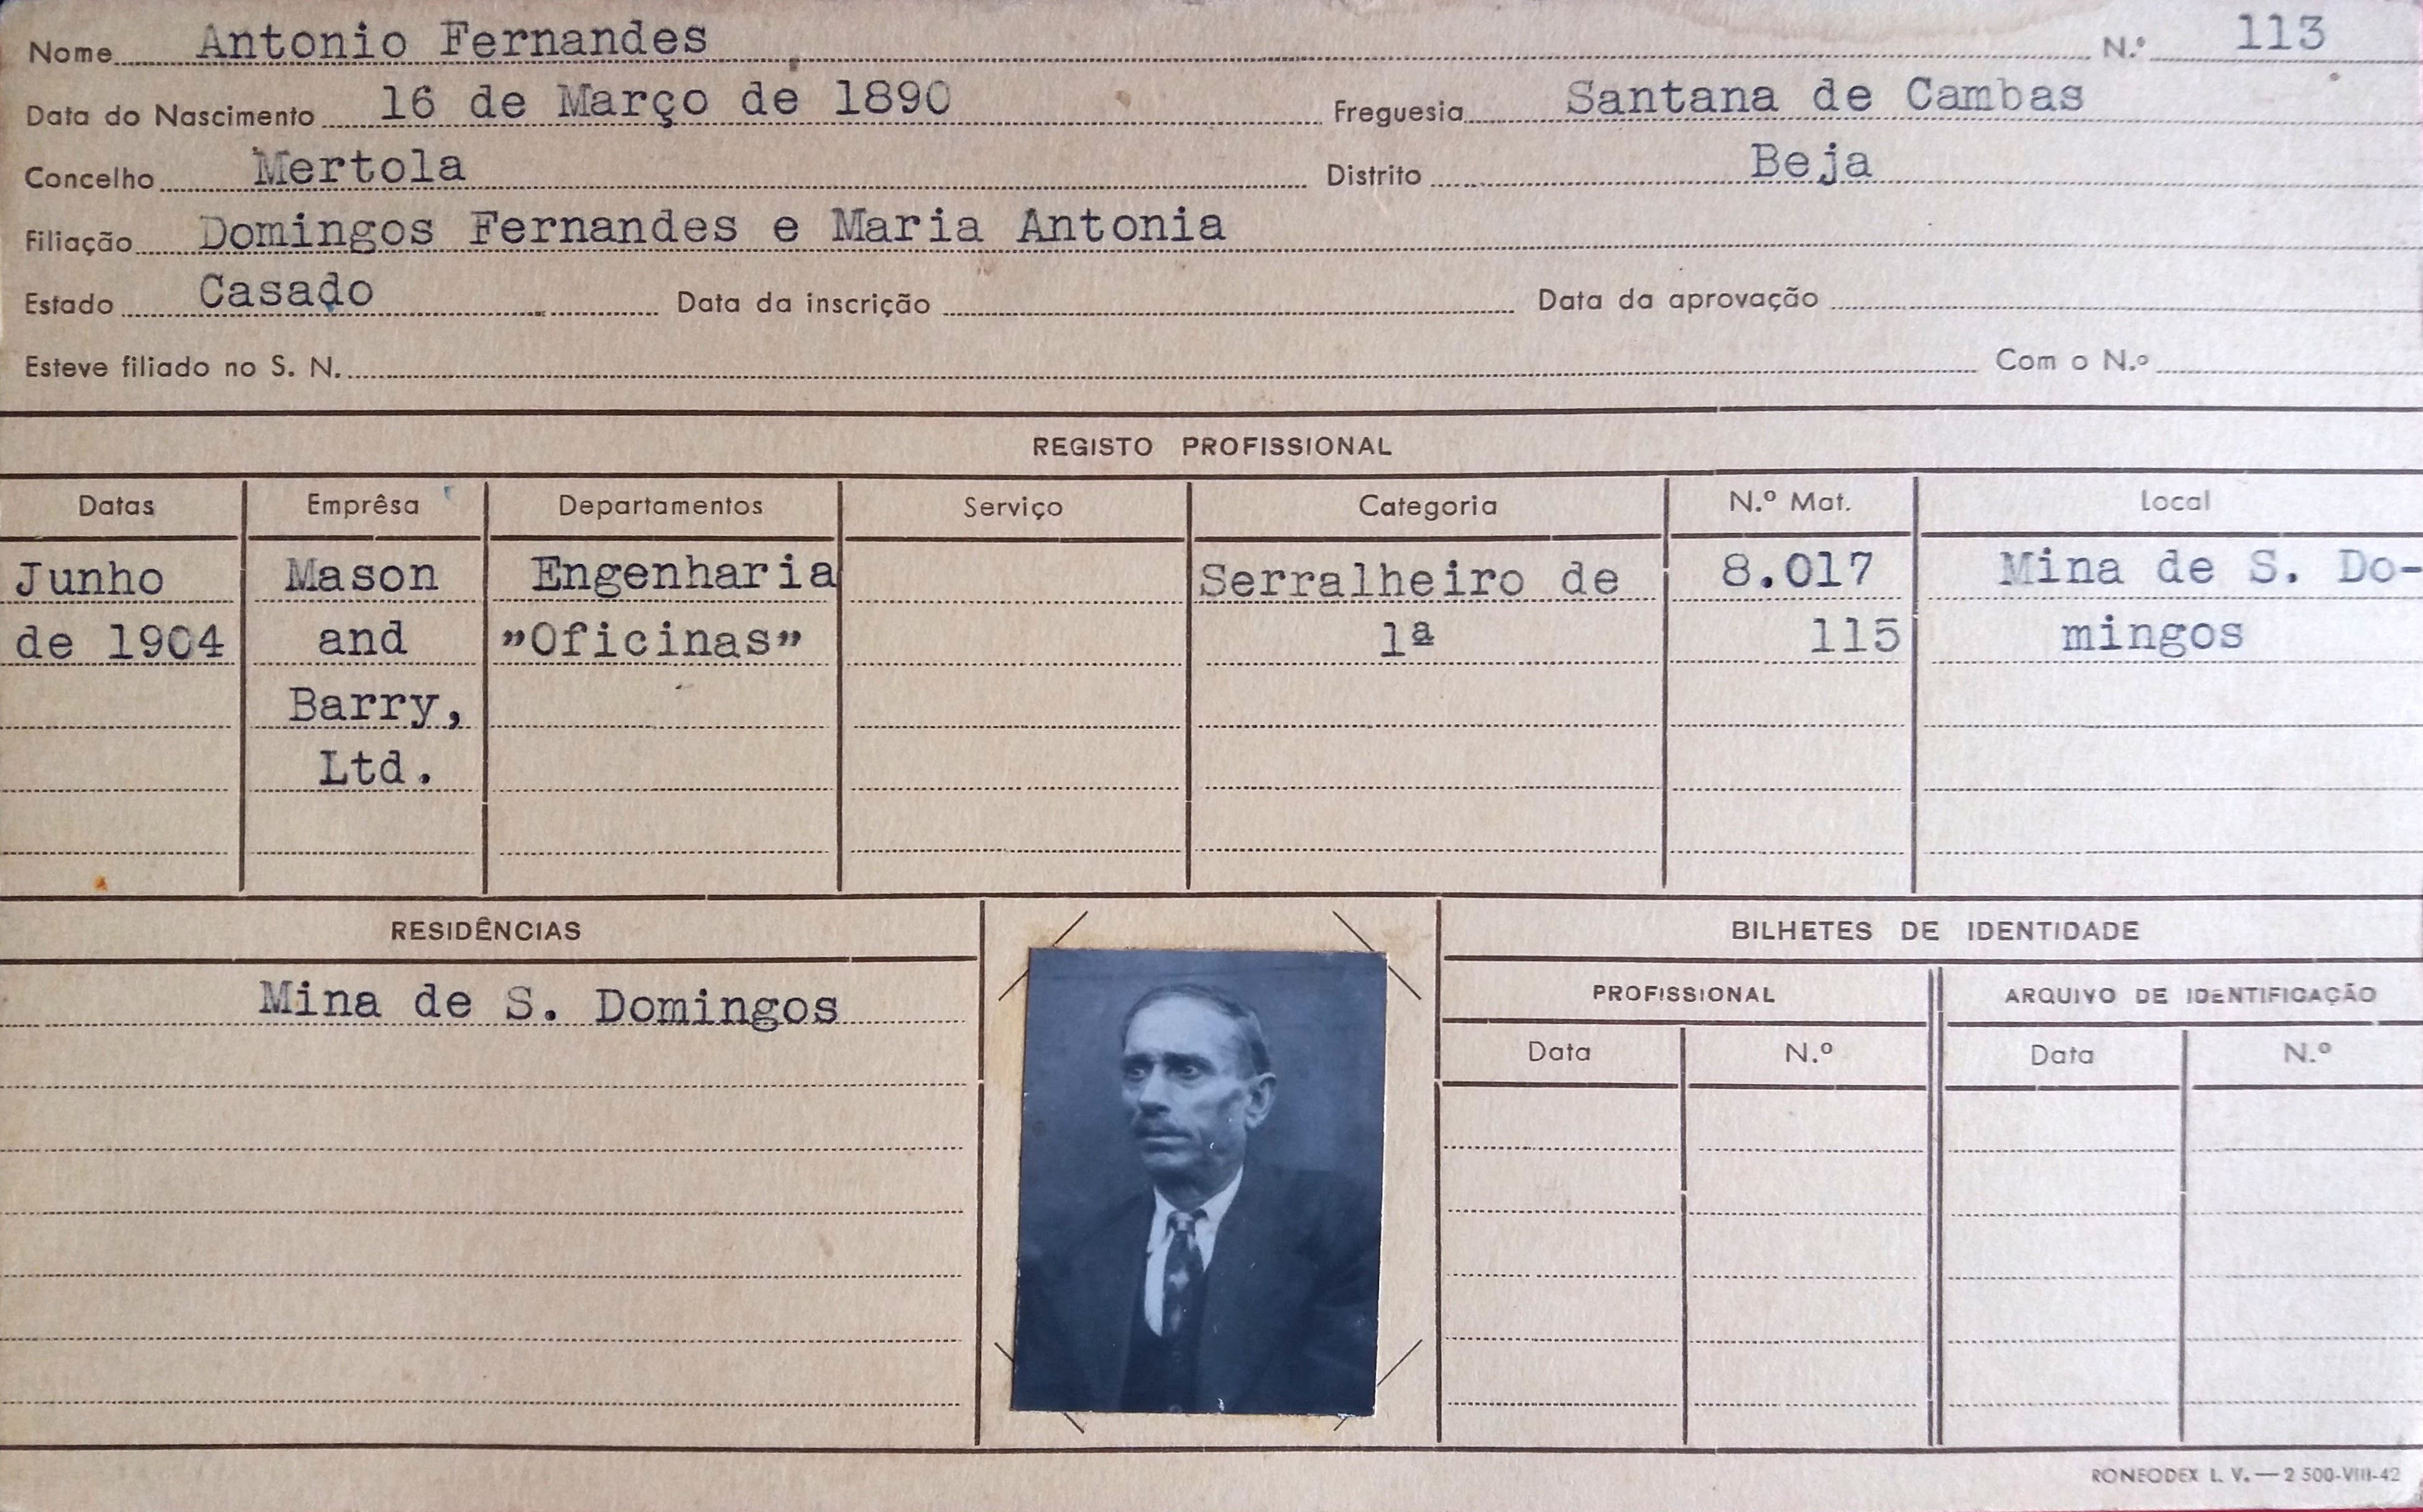 Nome Antonio Fernandes N.º 113
Data do Nascimento 16 de Março de 1890 Freguesia Santana de Cambas
Concelho Mertola Distrito Beja
Filiação Domingos Fernandes e Maria Antonia
Estado Casado Data da inscrição Data da aprovação
Esteve filiado no S. N. Com o N.º
REGISTO PROFISSIONAL
Datas Emprêsa Departamentos Serviço Categoria N.º Mat. Local
Junho Mason Engenharia Serralheiro de 8.017 Mina de S. Do-
de 1904 and "Oficinas" 1ª 115 mingos
Barry,
Ltd.
RESIDÊNCIAS BILHETES DE IDENTIDADE
PROFISSIONAL ARQUIVO DE IDENTIFICAÇÃO
Mina de S. Domingos
Data N.º Data N.º
RONEODEX L. V. — 2 500-VIII-42